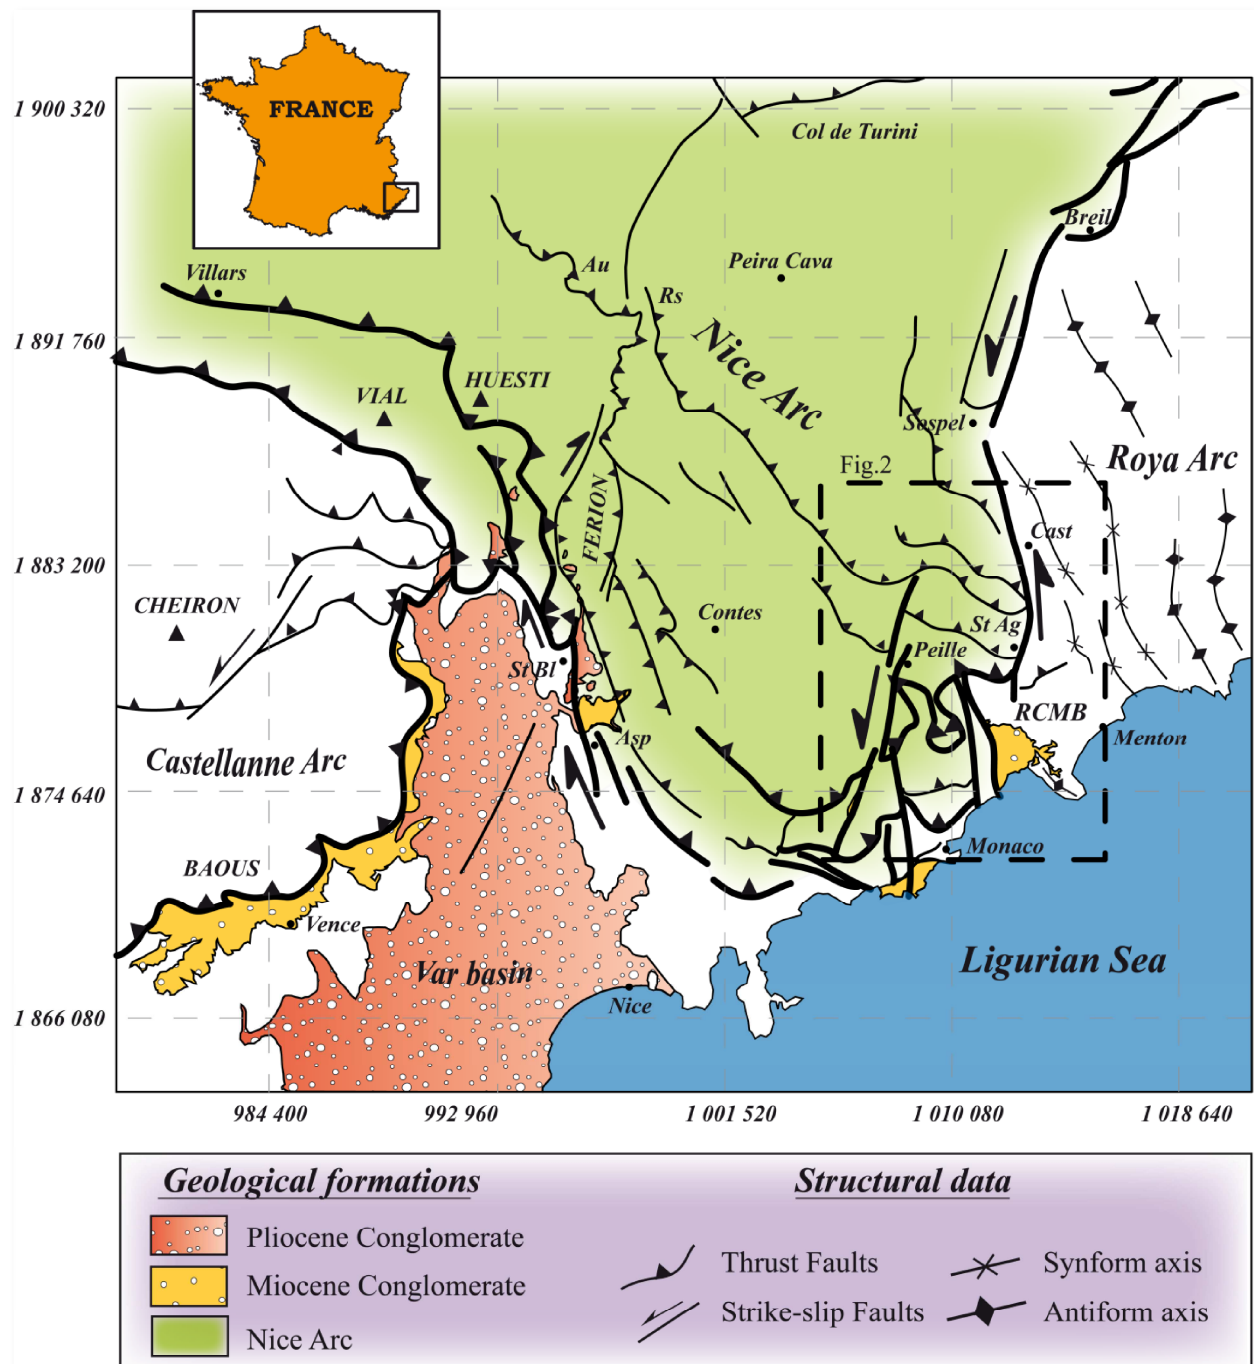 FRANCE
1 900 320
Col de Turini
Breil
Villars
Au
Peira Cava
Rs
1 891 760
Nice Arc
HUESTI
VIAL
Sospel
Roya Arc
Fig.2
FERION
Cast
1 883 200
CHEIRON
Contes
St Ag
Peille
St Bl
RCMB
Asp
Menton
Castellanne Arc
1 874 640
Monaco
BAOUS
Vence
Var basin
Ligurian Sea
Nice
1 866 080
984 400
992 960
1 001 520
1 010 080
1 018 640
Geological formations
Structural data
Pliocene Conglomerate
Thrust Faults
Synform axis
Miocene Conglomerate
Strike-slip Faults
Antiform axis
Nice Arc